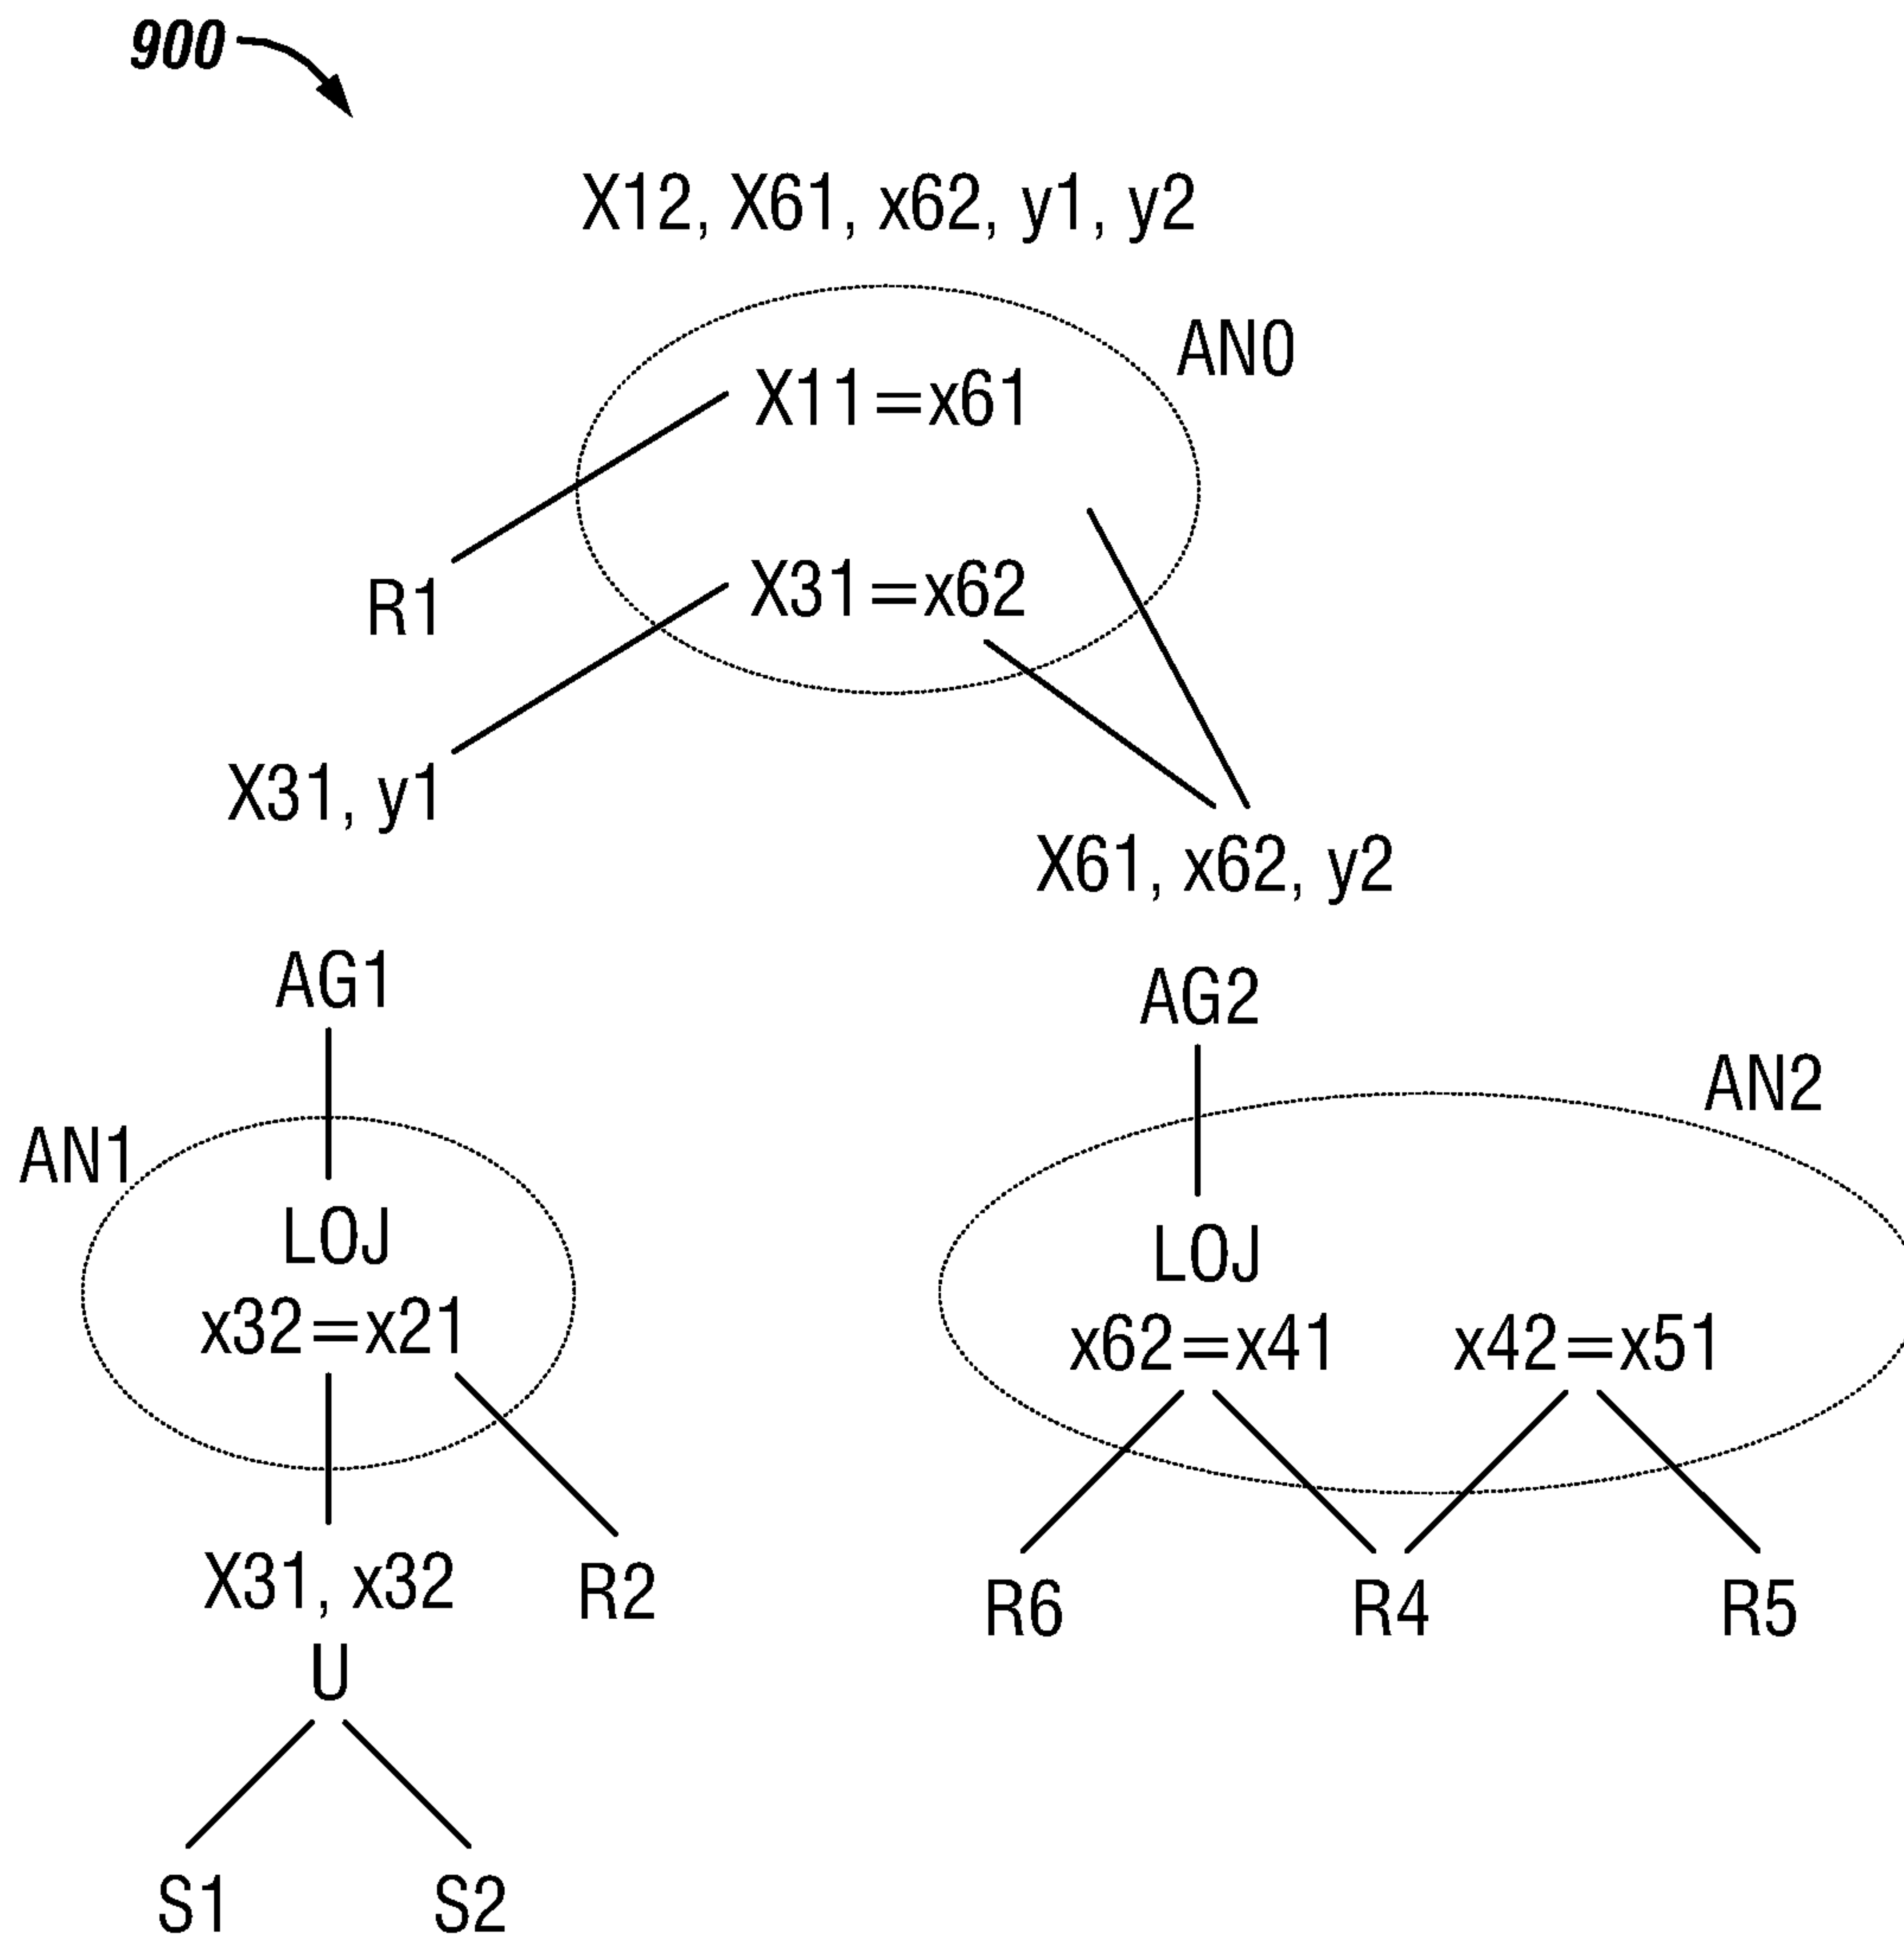 900
X12, X61, x62, y1, y2
AN0
X11=x61
R1
X31=x62
X31, y1
X61, x62, y2
AG1
AG2
AN1
AN2
LOJ
x32=x21
LOJ
x62=x41
x42=x51
X31, x32
R2
U
R6
R4
R5
S1
S2